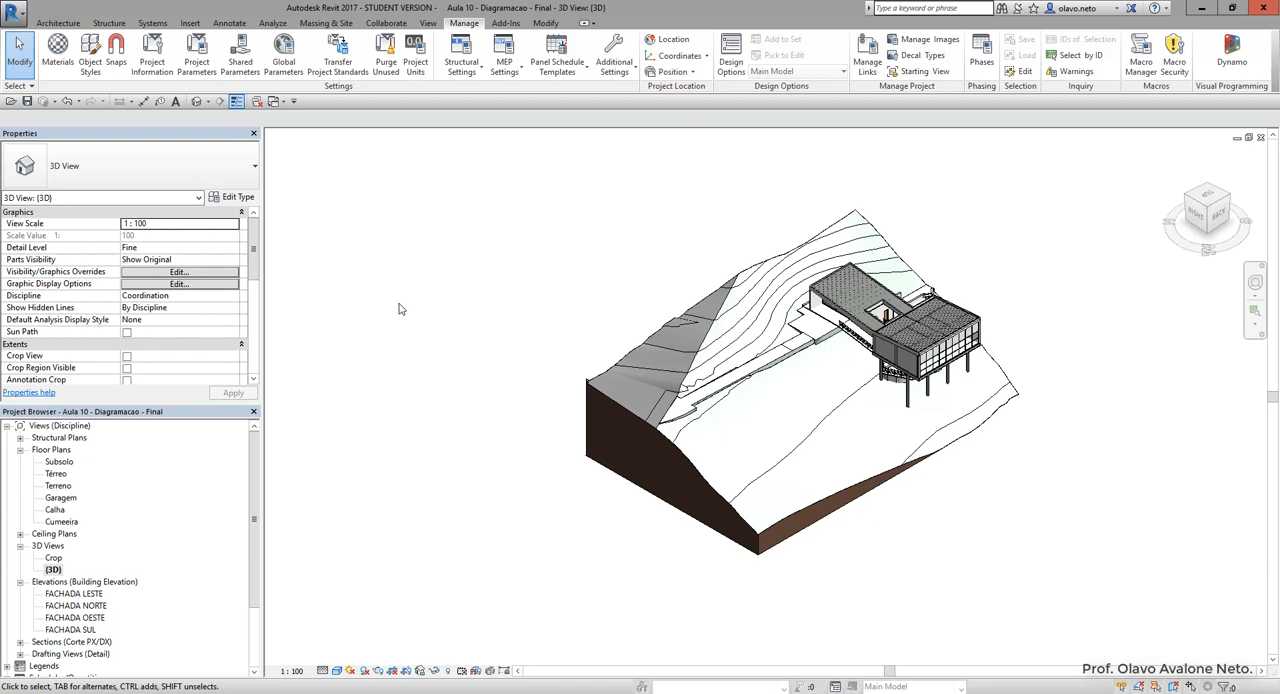 Autodesk Revit 2017 - STUDENT VERSION - Aula 10 - Diagramacao - Final - 3D View: {3D}
Type a keyword or phrase
olavo.neto
Architecture Structure Systems Insert Annotate Analyze Massing & Site Collaborate View Manage Add-Ins Modify
Modify
Materials
Object Styles
Snaps
Project Information
Project Parameters
Shared Parameters
Global Parameters
Transfer Project Standards
Purge Unused
Project Units
Structural Settings
MEP Settings
Panel Schedule Templates
Additional Settings
Location
Coordinates
Position
Design Options
Add to Set
Pick to Edit
Main Model
Manage Links
Manage Images
Decal Types
Starting View
Phases
Save
Load
Edit
IDs of Selection
Select by ID
Warnings
Macro Manager
Macro Security
Dynamo
Select Settings Project Location Design Options Manage Project Phasing Selection Inquiry Macros Visual Programming
Properties
3D View
3D View: {3D} Edit Type
Graphics
View Scale 1 : 100
Scale Value 1: 100
Detail Level Fine
Parts Visibility Show Original
Visibility/Graphics Overrides Edit...
Graphic Display Options Edit...
Discipline Coordination
Show Hidden Lines By Discipline
Default Analysis Display Style None
Sun Path
Extents
Crop View
Crop Region Visible
Annotation Crop
Properties help Apply
Project Browser - Aula 10 - Diagramacao - Final
Views (Discipline)
Structural Plans
Floor Plans
Subsolo
Térreo
Terreno
Garagem
Calha
Cumeeira
Ceiling Plans
3D Views
Crop
{3D}
Elevations (Building Elevation)
FACHADA LESTE
FACHADA NORTE
FACHADA OESTE
FACHADA SUL
Sections (Corte PX/DX)
Drafting Views (Detail)
Legends
RIGHT BACK
1 : 100
Prof. Olavo Avalone Neto.
Click to select, TAB for alternates, CTRL adds, SHIFT unselects.
:0
Main Model
:0